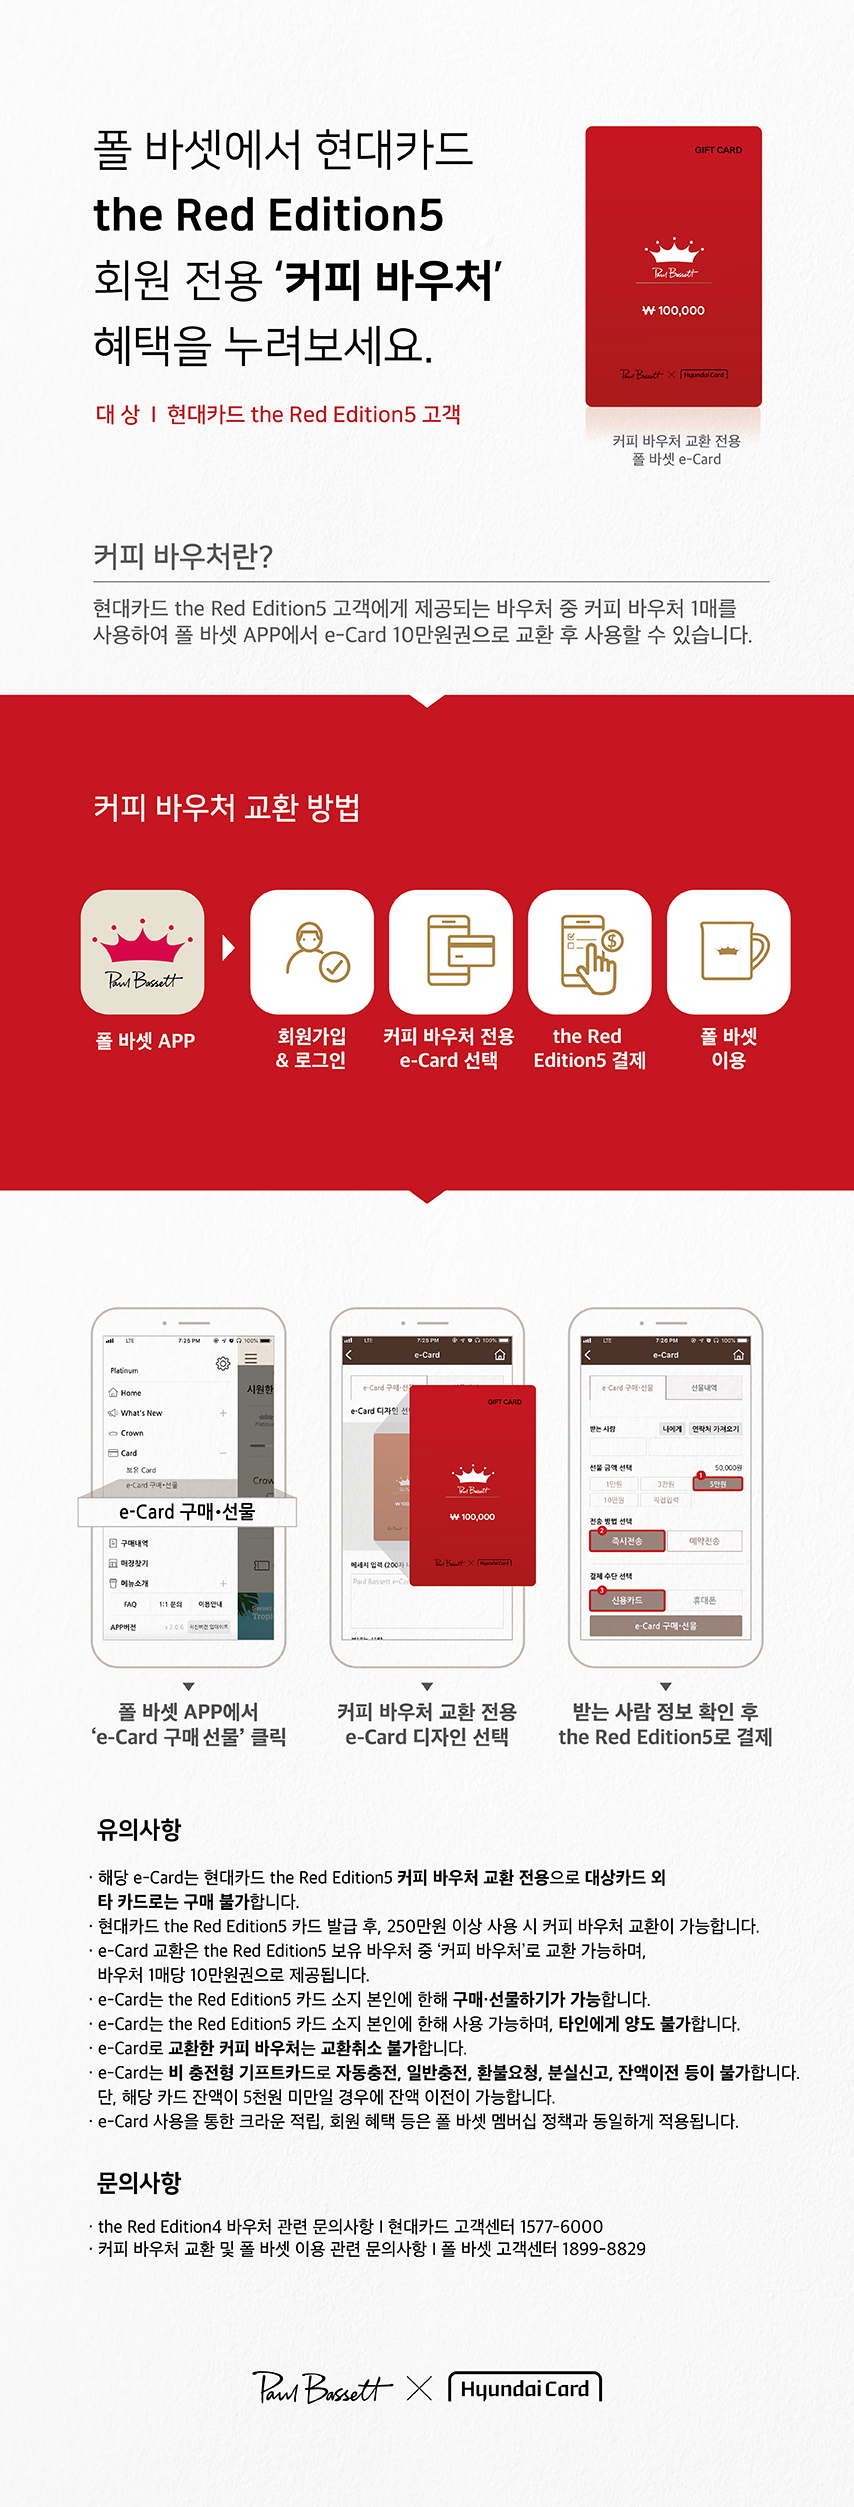 폴 바셋에서 현대카드
the Red Edition5
회원 전용 ‘커피 바우처’
혜택을 누려보세요.
대 상 ㅣ 현대카드 the Red Edition5 고객
GIFT CARD
Paul Bassett
₩ 100,000
Paul Bassett × HyundaiCard
커피 바우처 교환 전용
폴 바셋 e-Card
커피 바우처란?
현대카드 the Red Edition5 고객에게 제공되는 바우처 중 커피 바우처 1매를
사용하여 폴 바셋 APP에서 e-Card 10만원권으로 교환 후 사용할 수 있습니다.
커피 바우처 교환 방법
Paul Bassett
폴 바셋 APP
회원가입
& 로그인
커피 바우처 전용
e-Card 선택
the Red
Edition5 결제
폴 바셋
이용
LTE 7:25 PM 100%
Platinum
Home
What's New
Crown
Card
보유 Card
e-Card 구매·선물
e-Card 구매·선물
구매내역
매장찾기
메뉴소개
FAQ 1:1 문의 이용안내
APP버전 v 2.0.6 최신버전 업데이트
시원한
Crow
LTE 7:25 PM 100%
e-Card
e-Card 구매·선물
e-Card 디자인 선
GIFT CARD
Paul Bassett
₩ 100,000
Paul Bassett × HyundaiCard
메세지 입력 (200자
Paul Bassett e-Ca
LTE 7:26 PM 100%
e-Card
e-Card 구매·선물 선물내역
받는 사람 나에게 연락처 가져오기
선물 금액 선택 50,000원
1만원 3만원 1 5만원
10만원 직접입력
전송 방법 선택
2 즉시전송 예약전송
결제 수단 선택
3 신용카드 휴대폰
e-Card 구매·선물
폴 바셋 APP에서
‘e-Card 구매 선물’ 클릭
커피 바우처 교환 전용
e-Card 디자인 선택
받는 사람 정보 확인 후
the Red Edition5로 결제
유의사항
· 해당 e-Card는 현대카드 the Red Edition5 커피 바우처 교환 전용으로 대상카드 외
타 카드로는 구매 불가합니다.
· 현대카드 the Red Edition5 카드 발급 후, 250만원 이상 사용 시 커피 바우처 교환이 가능합니다.
· e-Card 교환은 the Red Edition5 보유 바우처 중 ‘커피 바우처’로 교환 가능하며,
바우처 1매당 10만원권으로 제공됩니다.
· e-Card는 the Red Edition5 카드 소지 본인에 한해 구매·선물하기가 가능합니다.
· e-Card는 the Red Edition5 카드 소지 본인에 한해 사용 가능하며, 타인에게 양도 불가합니다.
· e-Card로 교환한 커피 바우처는 교환취소 불가합니다.
· e-Card는 비 충전형 기프트카드로 자동충전, 일반충전, 환불요청, 분실신고, 잔액이전 등이 불가합니다.
단, 해당 카드 잔액이 5천원 미만일 경우에 잔액 이전이 가능합니다.
· e-Card 사용을 통한 크라운 적립, 회원 혜택 등은 폴 바셋 멤버십 정책과 동일하게 적용됩니다.
문의사항
· the Red Edition4 바우처 관련 문의사항 ㅣ 현대카드 고객센터 1577-6000
· 커피 바우처 교환 및 폴 바셋 이용 관련 문의사항 ㅣ 폴 바셋 고객센터 1899-8829
Paul Bassett × HyundaiCard